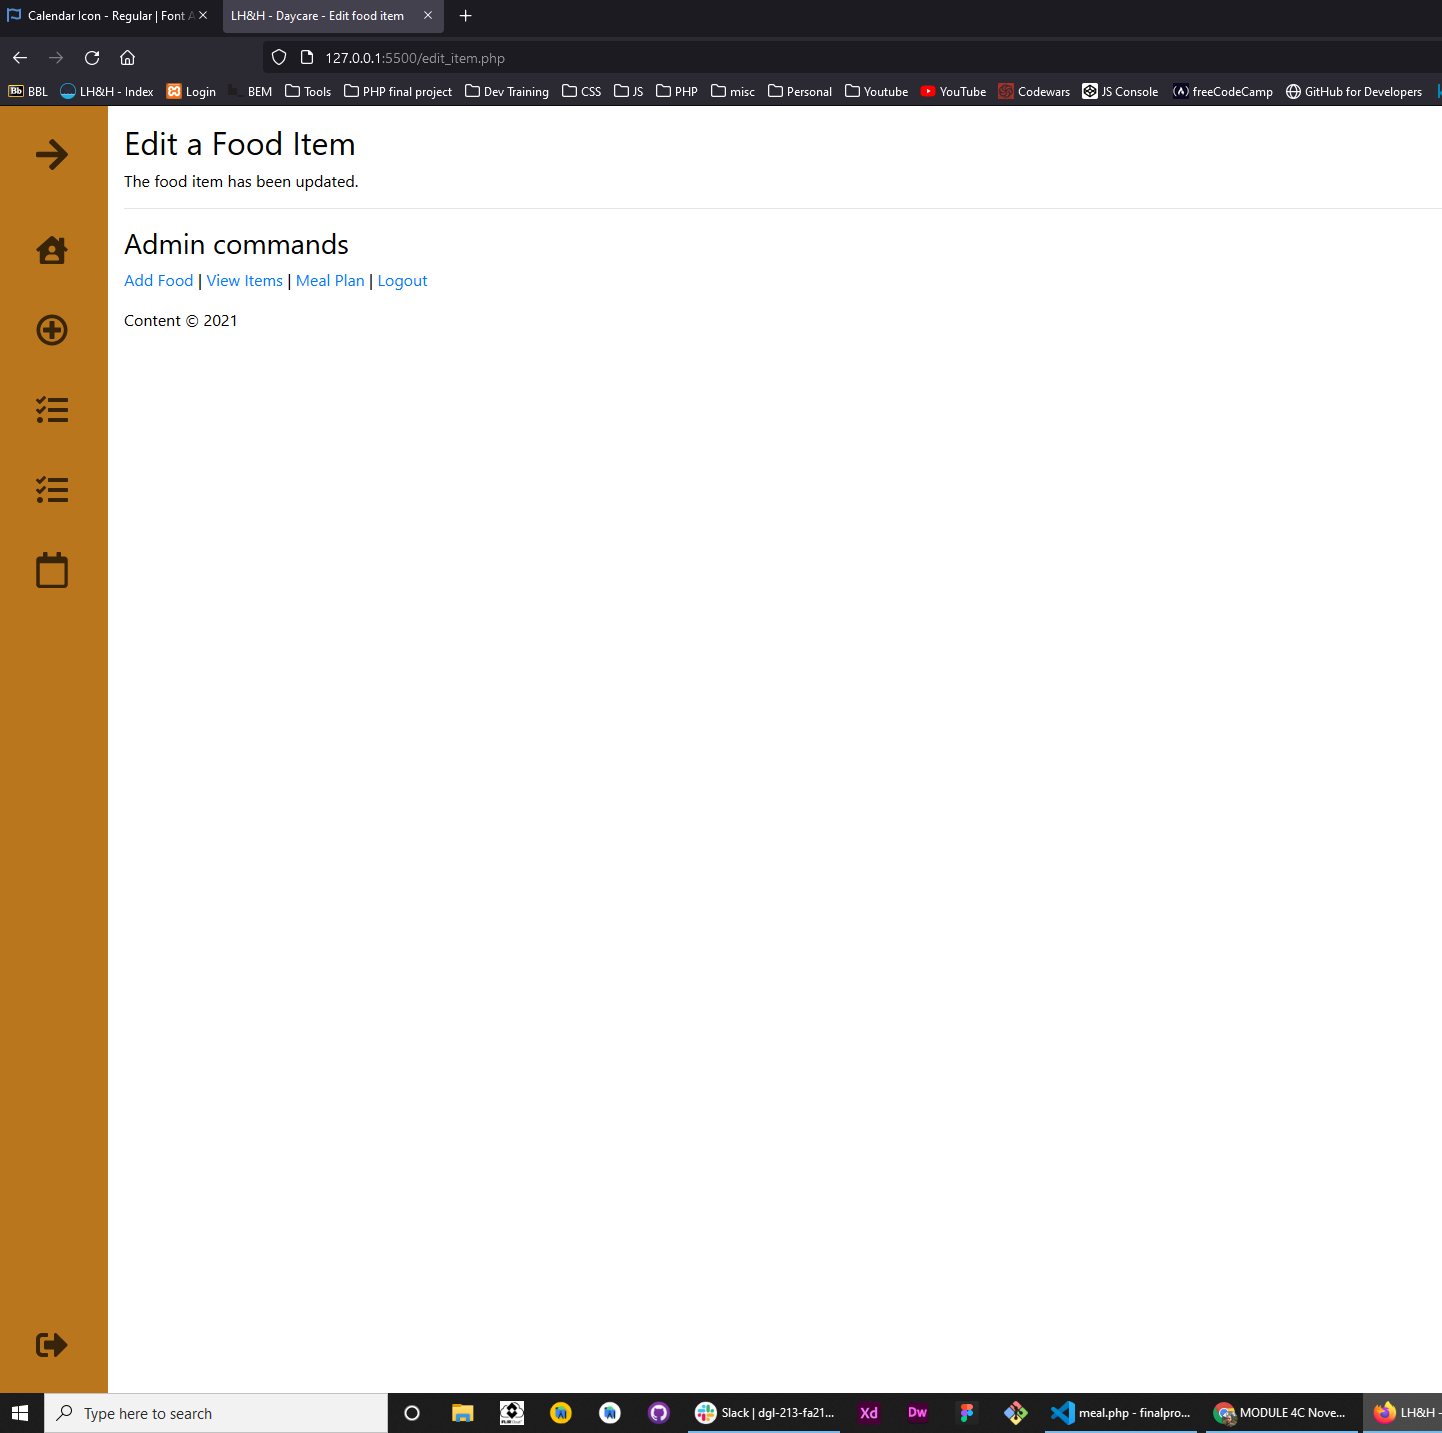 Calendar Icon - Regular | Font A
LH&H - Daycare - Edit food item
127.0.0.1:5500/edit_item.php
Bb BBL LH&H - Index Login BEM Tools PHP final project Dev Training CSS JS PHP misc Personal Youtube YouTube Codewars JS Console freeCodeCamp GitHub for Developers
Edit a Food Item
The food item has been updated.
Admin commands
Add Food | View Items | Meal Plan | Logout
Content © 2021
Type here to search
Slack | dgl-213-fa21...
Xd
Dw
meal.php - finalpro...
MODULE 4C Nove...
LH&H -